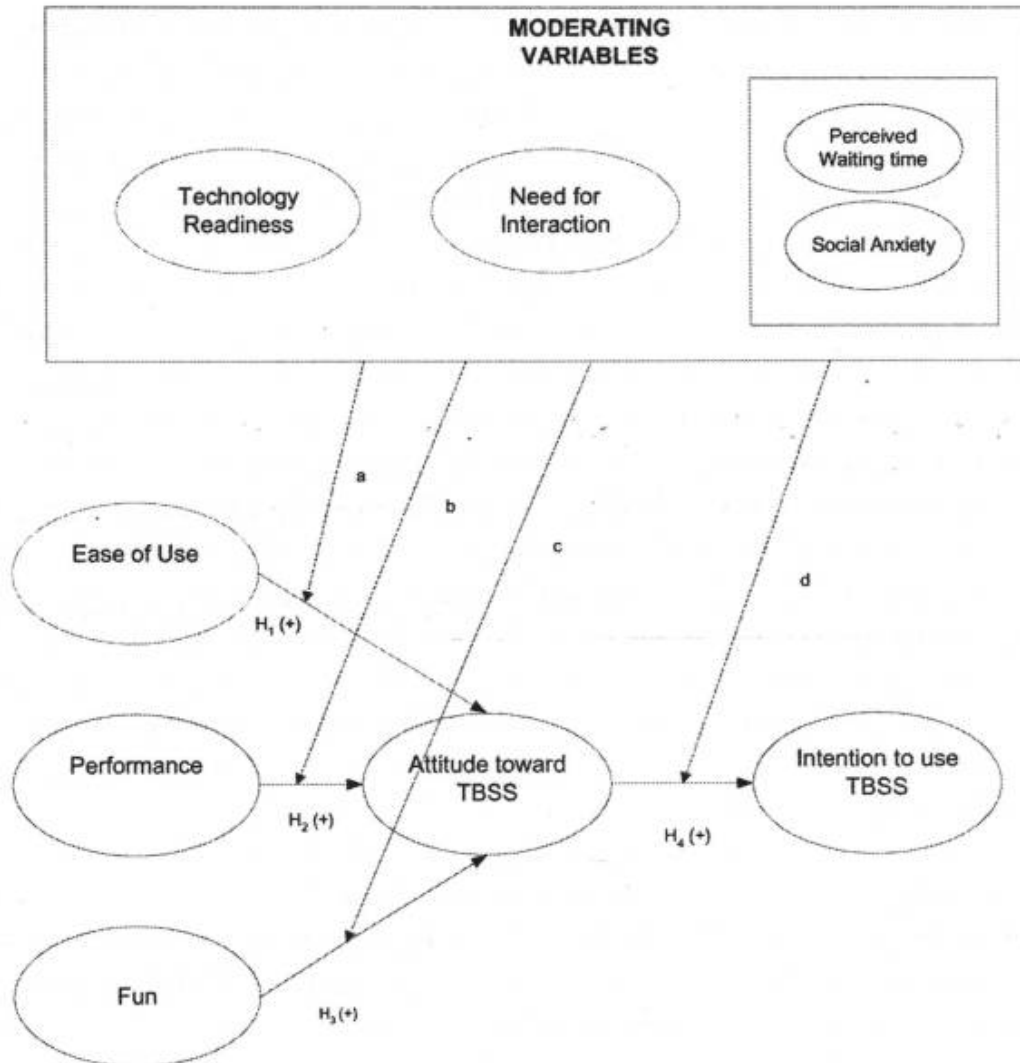 MODERATING
VARIABLES
Perceived
Waiting time
Technology
Readiness
Need for
Interaction
Social Anxiety
a
b
c
d
Ease of Use
H₁ (+)
Performance
Attitude toward
TBSS
Intention to use
TBSS
H₂ (+)
H₄ (+)
Fun
H₃ (+)